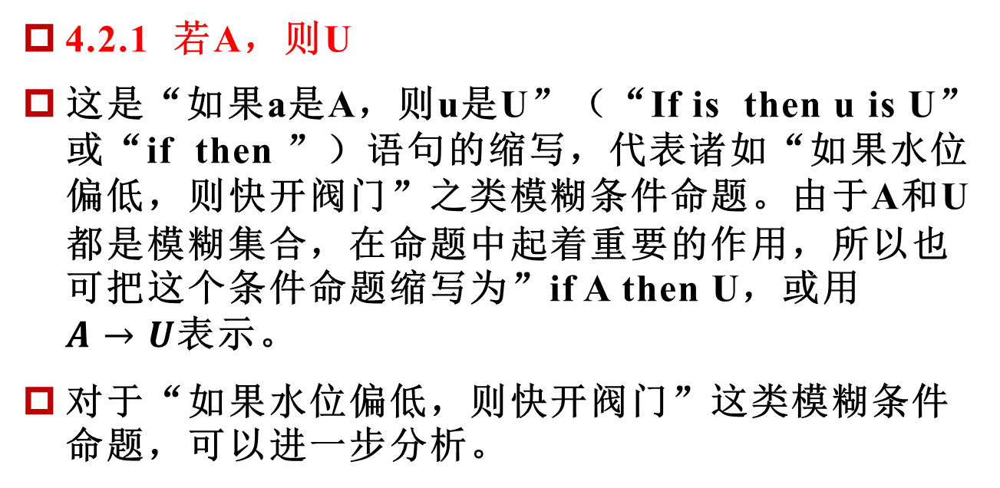 4.2.1 若A，则U
这是“如果a是A，则u是U”（“If is then u is U”
或“if then ”）语句的缩写，代表诸如“如果水位
偏低，则快开阀门”之类模糊条件命题。由于A和U
都是模糊集合，在命题中起着重要的作用，所以也
可把这个条件命题缩写为”if A then U，或用
A → U表示。
对于“如果水位偏低，则快开阀门”这类模糊条件
命题，可以进一步分析。